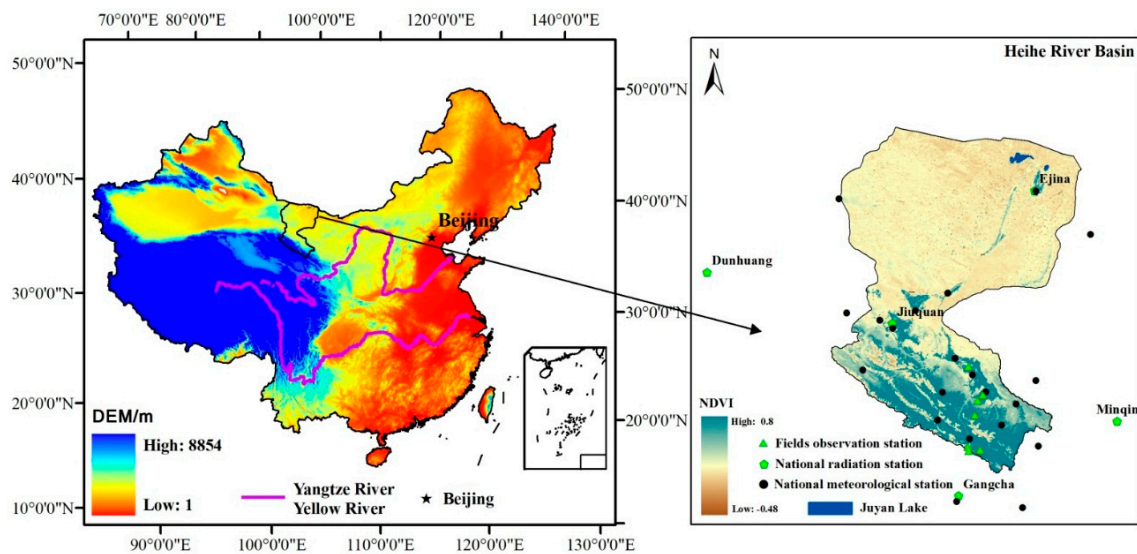 70°0'0"E 80°0'0"E 100°0'0"E 120°0'0"E 140°0'0"E
50°0'0"N
40°0'0"N
30°0'0"N
20°0'0"N
10°0'0"N
50°0'0"N
40°0'0"N
30°0'0"N
20°0'0"N
10°0'0"N
90°0'0"E 100°0'0"E 110°0'0"E 120°0'0"E 130°0'0"E
Beijing
DEM/m
High: 8854
Low: 1
Yangtze River
Yellow River
Beijing
N
Heihe River Basin
Ejina
Dunhuang
Jiuquan
Minqin
Gangcha
NDVI
High: 0.8
Low: -0.48
Fields observation station
National radiation station
National meteorological station
Juyan Lake